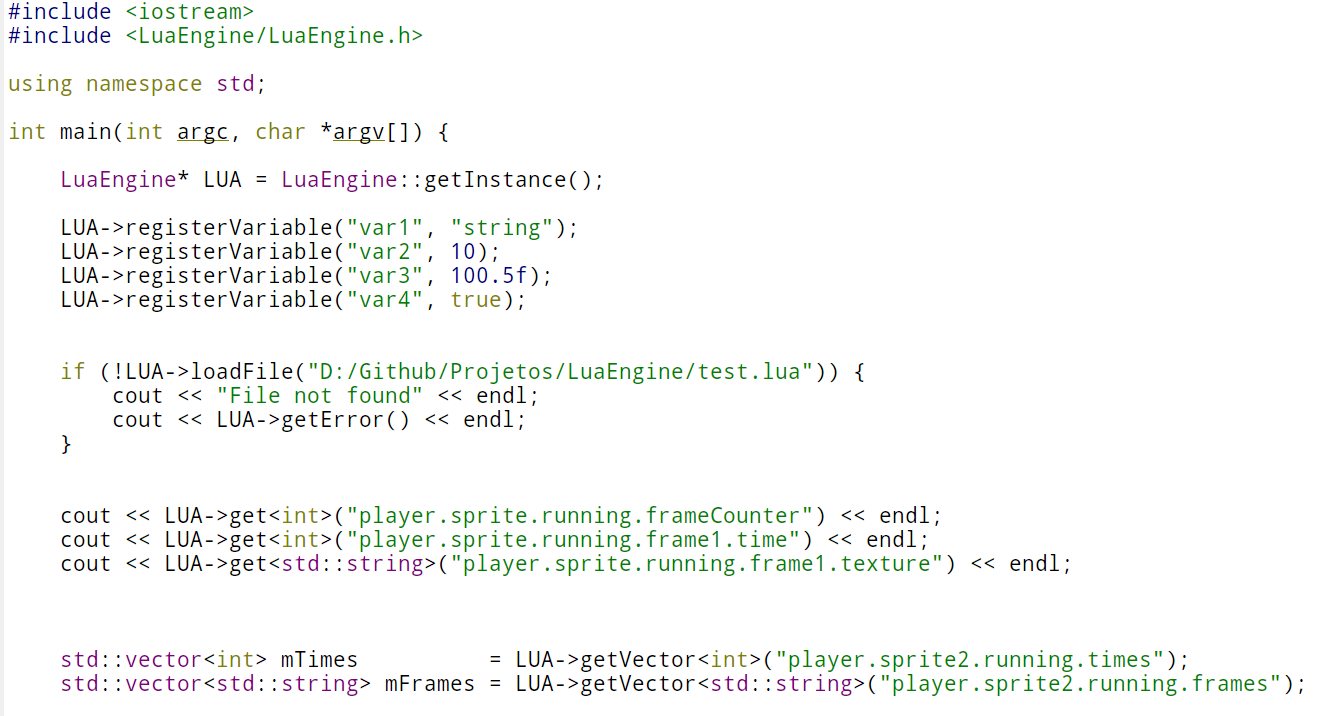 #include <iostream>
#include <LuaEngine/LuaEngine.h>
using namespace std;
int main(int argc, char *argv[]) {
LuaEngine* LUA = LuaEngine::getInstance();
LUA->registerVariable("var1", "string");
LUA->registerVariable("var2", 10);
LUA->registerVariable("var3", 100.5f);
LUA->registerVariable("var4", true);
if (!LUA->loadFile("D:/Github/Projetos/LuaEngine/test.lua")) {
cout << "File not found" << endl;
cout << LUA->getError() << endl;
}
cout << LUA->get<int>("player.sprite.running.frameCounter") << endl;
cout << LUA->get<int>("player.sprite.running.frame1.time") << endl;
cout << LUA->get<std::string>("player.sprite.running.frame1.texture") << endl;
std::vector<int> mTimes          = LUA->getVector<int>("player.sprite2.running.times");
std::vector<std::string> mFrames = LUA->getVector<std::string>("player.sprite2.running.frames");